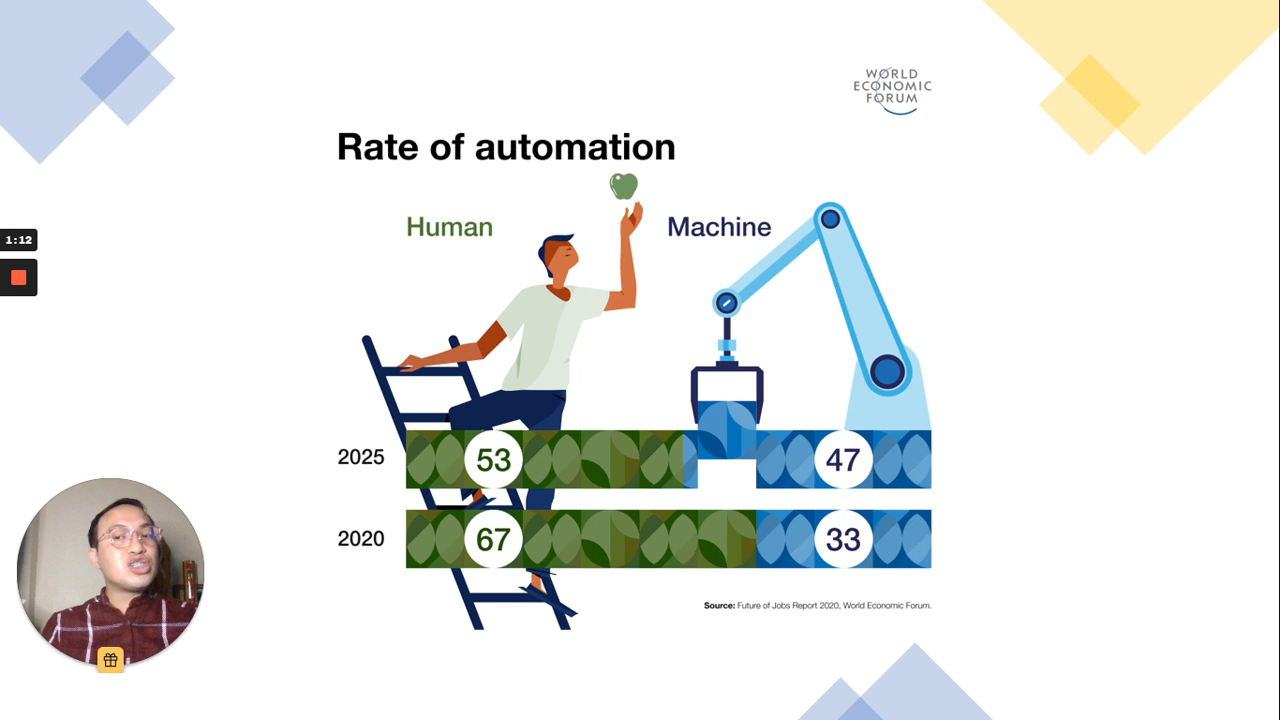 WORLD
ECONOMIC
FORUM
Rate of automation
Human
Machine
1:12
2025
53
47
2020
67
33
Source: Future of Jobs Report 2020, World Economic Forum.